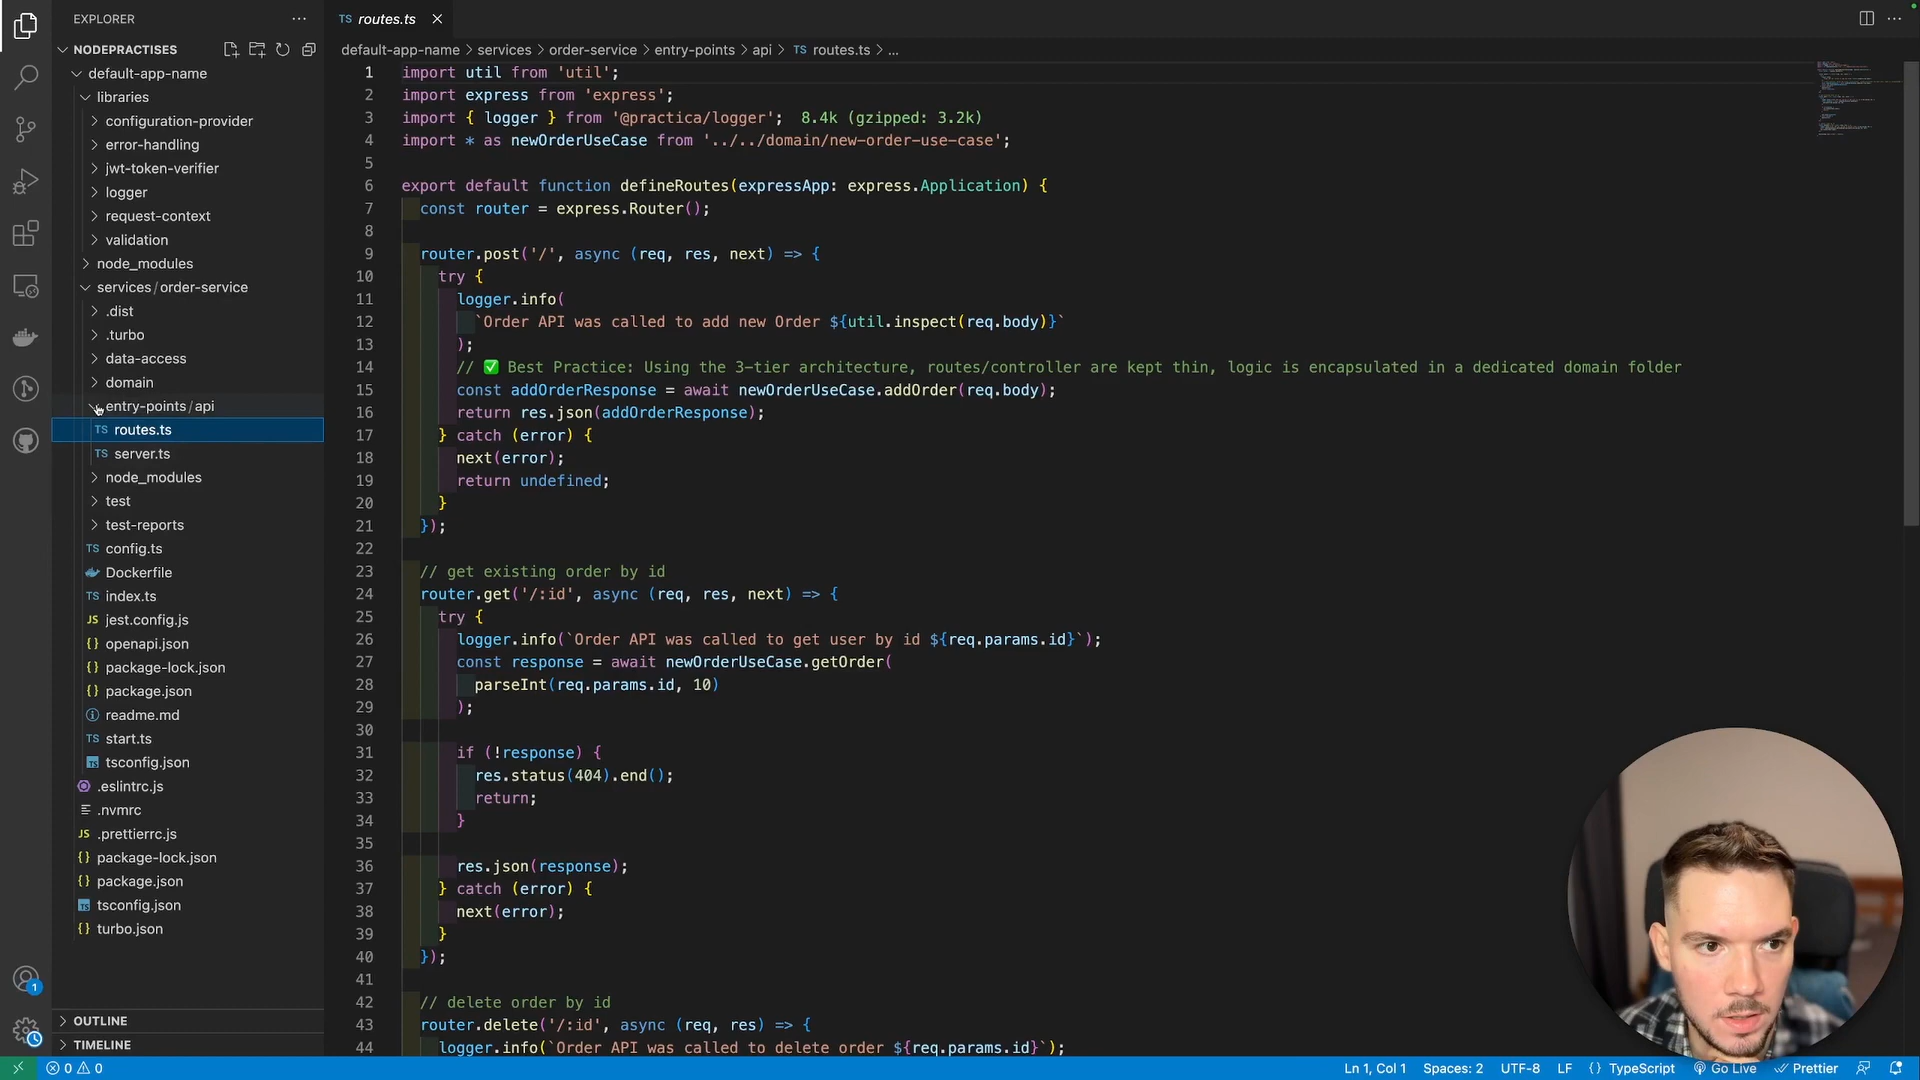 EXPLORER
NODEPRACTISES
default-app-name
libraries
configuration-provider
error-handling
jwt-token-verifier
logger
request-context
validation
node_modules
services/order-service
.dist
.turbo
data-access
domain
entry-points/api
TS routes.ts
TS server.ts
node_modules
test
test-reports
TS config.ts
Dockerfile
TS index.ts
JS jest.config.js
{} openapi.json
{} package-lock.json
{} package.json
readme.md
TS start.ts
TS tsconfig.json
.eslintrc.js
.nvmrc
JS .prettierrc.js
{} package-lock.json
{} package.json
TS tsconfig.json
{} turbo.json
OUTLINE
TIMELINE
1
TS routes.ts
default-app-name > services > order-service > entry-points > api > TS routes.ts > ...
1 import util from 'util';
2 import express from 'express';
3 import { logger } from '@practica/logger'; 8.4k (gzipped: 3.2k)
4 import * as newOrderUseCase from '../../domain/new-order-use-case';
5
6 export default function defineRoutes(expressApp: express.Application) {
7 const router = express.Router();
8
9 router.post('/', async (req, res, next) => {
10 try {
11 logger.info(
12 `Order API was called to add new Order ${util.inspect(req.body)}`
13 );
14 // ✅ Best Practice: Using the 3-tier architecture, routes/controller are kept thin, logic is encapsulated in a dedicated domain folder
15 const addOrderResponse = await newOrderUseCase.addOrder(req.body);
16 return res.json(addOrderResponse);
17 } catch (error) {
18 next(error);
19 return undefined;
20 }
21 });
22
23 // get existing order by id
24 router.get('/:id', async (req, res, next) => {
25 try {
26 logger.info(`Order API was called to get user by id ${req.params.id}`);
27 const response = await newOrderUseCase.getOrder(
28 parseInt(req.params.id, 10)
29 );
30
31 if (!response) {
32 res.status(404).end();
33 return;
34 }
35
36 res.json(response);
37 } catch (error) {
38 next(error);
39 }
40 });
41
42 // delete order by id
43 router.delete('/:id', async (req, res) => {
44 logger.info(`Order API was called to delete order ${req.params.id}`);
0 0 Ln 1, Col 1 Spaces: 2 UTF-8 LF {} TypeScript Go Live Prettier